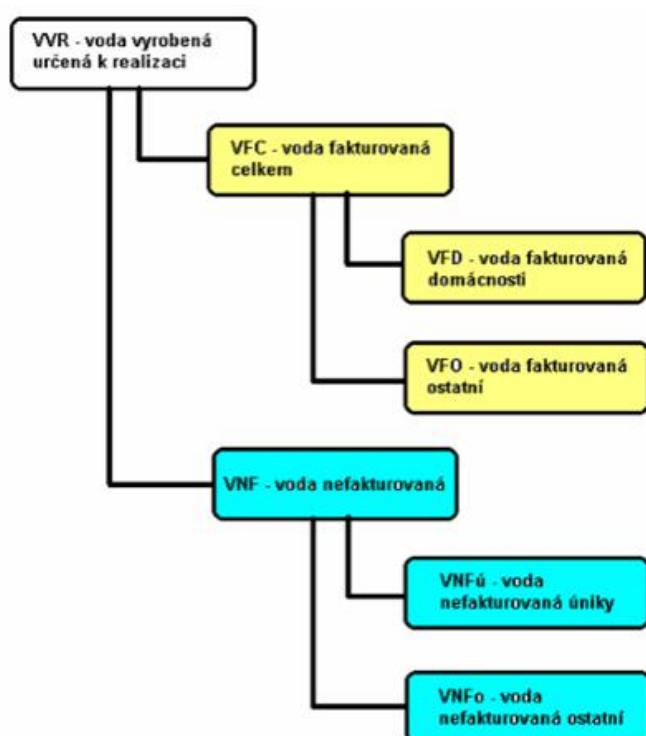 VVR - voda vyrobená
určená k realizaci
VFC - voda fakturovaná
celkem
VFD - voda fakturovaná
domácnosti
VFO - voda fakturovaná
ostatní
VNF - voda nefakturovaná
VNFú - voda
nefakturovaná úniky
VNFo - voda
nefakturovaná ostatní